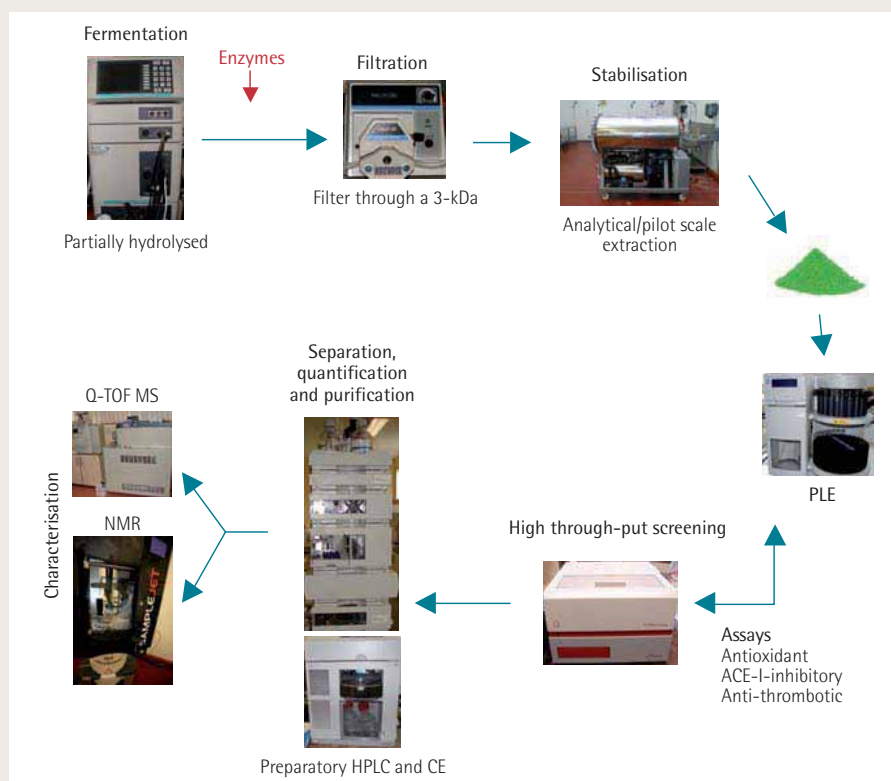 Fermentation
Enzymes
Filtration
Stabilisation
Partially hydrolysed
Filter through a 3-kDa
Analytical/pilot scale
extraction
PLE
Assays
Antioxidant
ACE-I-inhibitory
Anti-thrombotic
High through-put screening
Separation,
quantification
and purification
Preparatory HPLC and CE
Characterisation
Q-TOF MS
NMR
SAMPLEJET